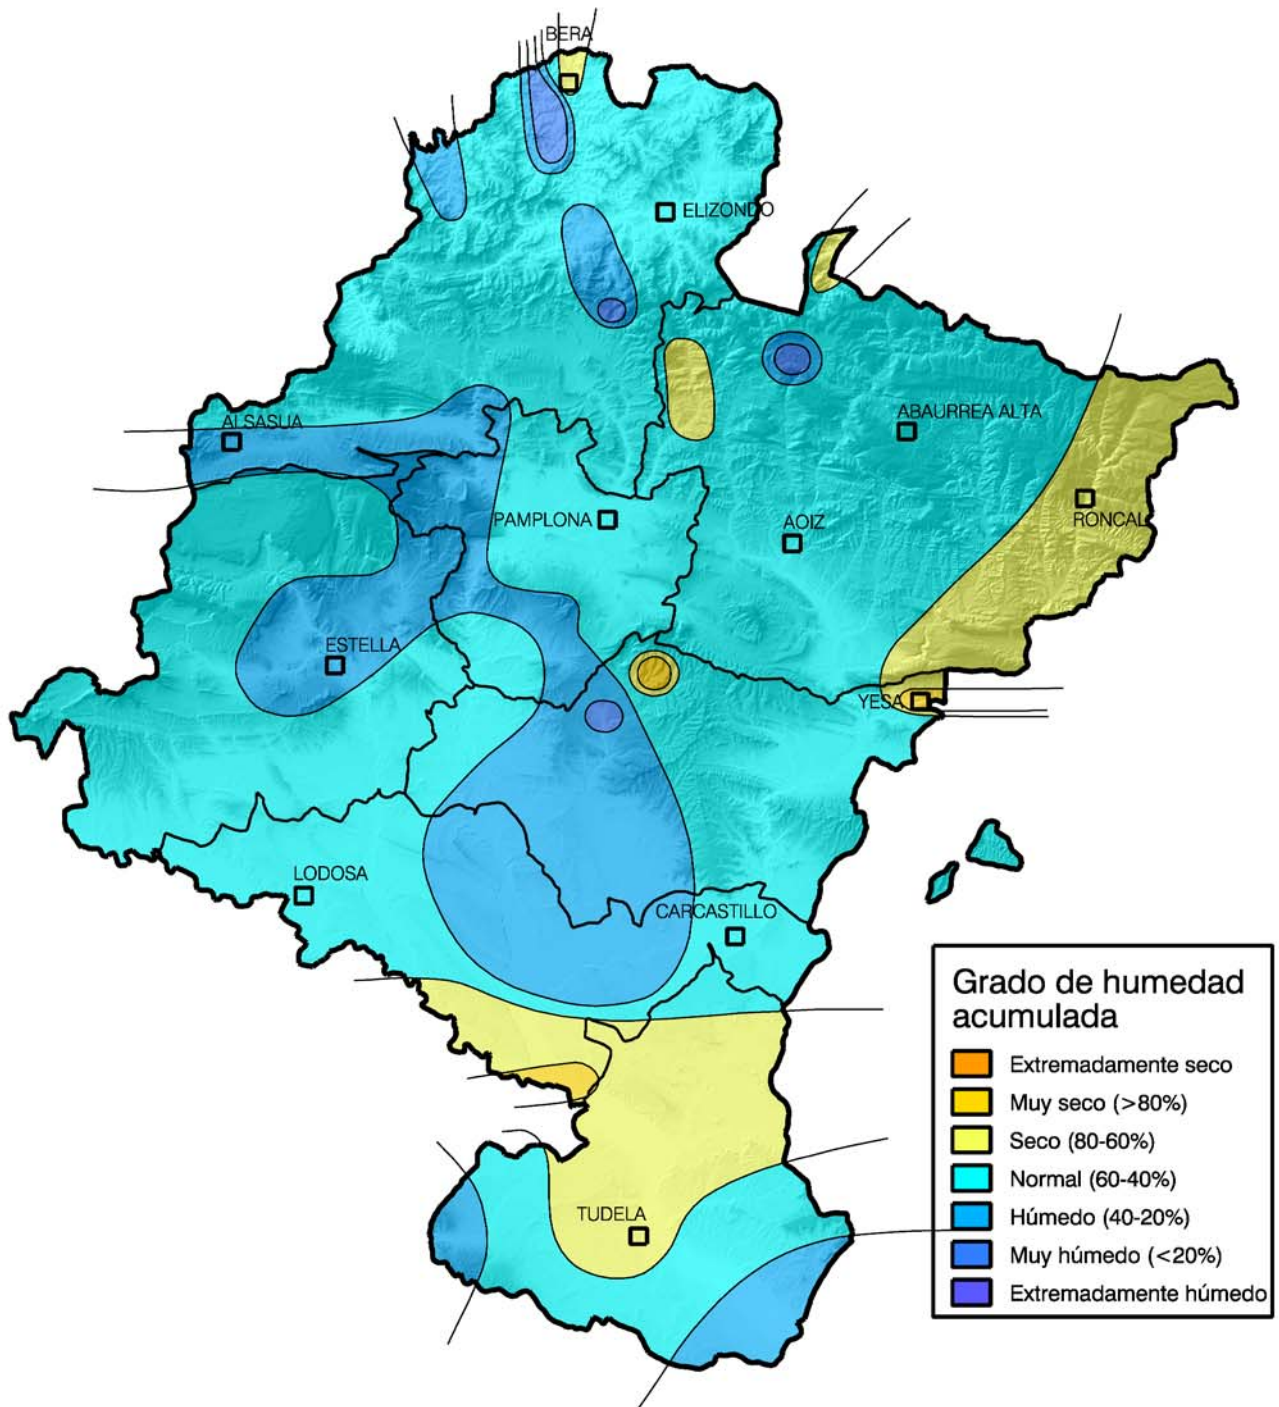 BERA
ELIZONDO
ABAURREA ALTA
ALSASUA
PAMPLONA
AOIZ
RONCAL
ESTELLA
YESA
LODOSA
CARCASTILLO
TUDELA
Grado de humedad
acumulada
Extremadamente seco
Muy seco (>80%)
Seco (80-60%)
Normal (60-40%)
Húmedo (40-20%)
Muy húmedo (<20%)
Extremadamente húmedo